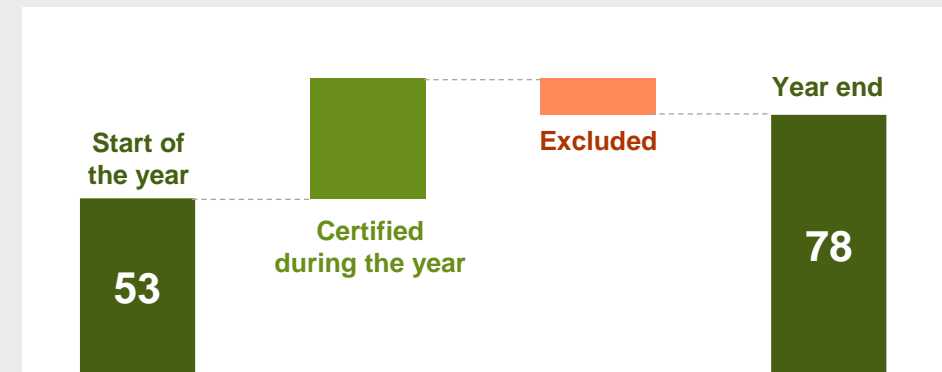 Start of
the year
53
Certified
during the year
Excluded
Year end
78